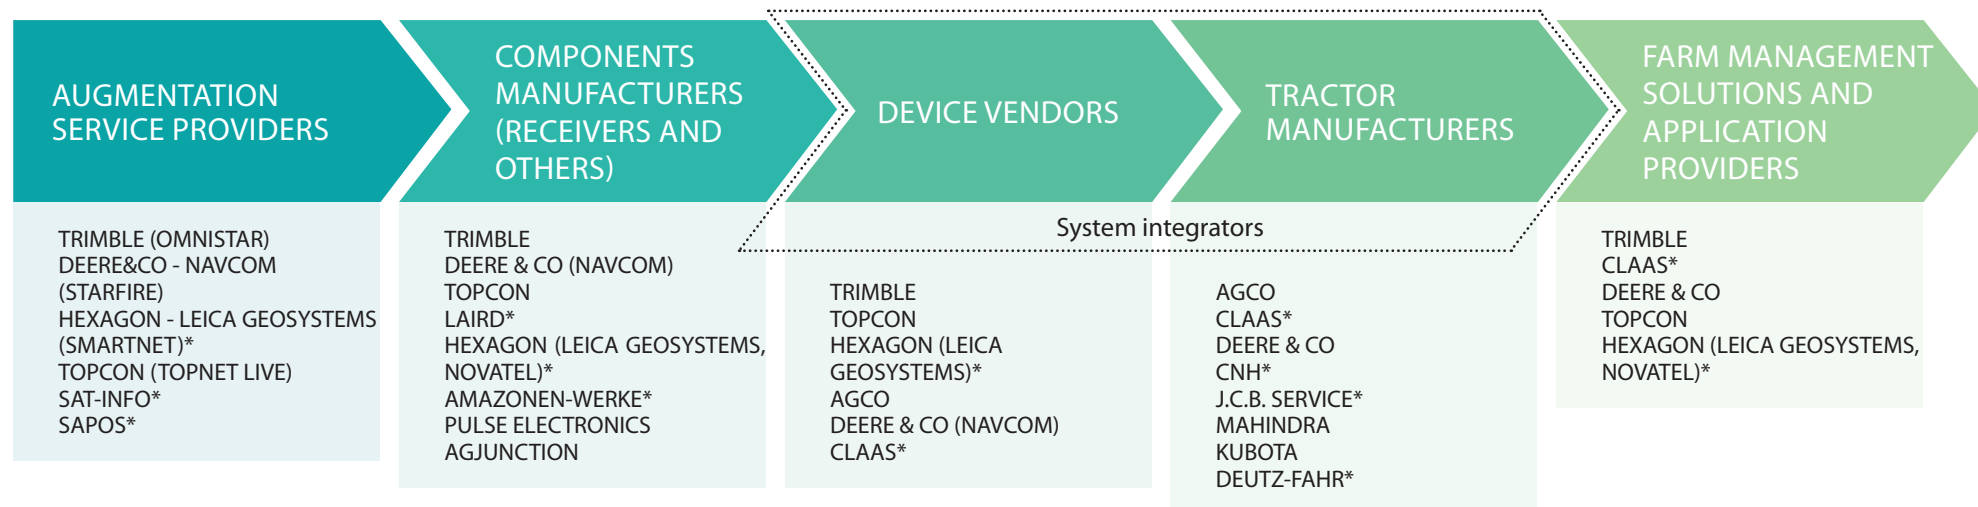 AUGMENTATION
SERVICE PROVIDERS
TRIMBLE (OMNISTAR)
DEERE&CO - NAVCOM
(STARFIRE)
HEXAGON - LEICA GEOSYSTEMS
(SMARTNET)*
TOPCON (TOPNET LIVE)
SAT-INFO*
SAPOS*
COMPONENTS
MANUFACTURERS
(RECEIVERS AND
OTHERS)
TRIMBLE
DEERE & CO (NAVCOM)
TOPCON
LAIRD*
HEXAGON (LEICA GEOSYSTEMS,
NOVATEL)*
AMAZONEN-WERKE*
PULSE ELECTRONICS
AGJUNCTION
System integrators
DEVICE VENDORS
TRIMBLE
TOPCON
HEXAGON (LEICA
GEOSYSTEMS)*
AGCO
DEERE & CO (NAVCOM)
CLAAS*
TRACTOR
MANUFACTURERS
AGCO
CLAAS*
DEERE & CO
CNH*
J.C.B. SERVICE*
MAHINDRA
KUBOTA
DEUTZ-FAHR*
FARM MANAGEMENT
SOLUTIONS AND
APPLICATION
PROVIDERS
TRIMBLE
CLAAS*
DEERE & CO
TOPCON
HEXAGON (LEICA GEOSYSTEMS,
NOVATEL)*